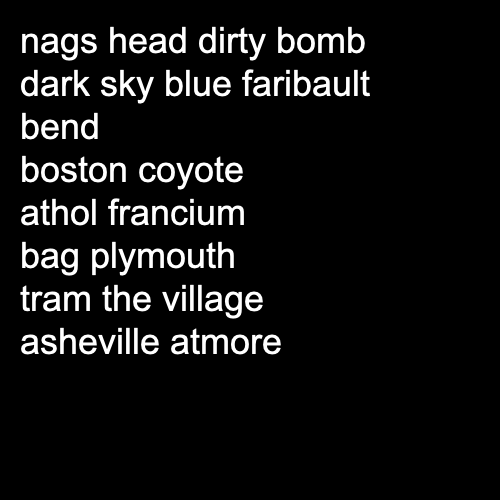 nags head dirty bomb
dark sky blue faribault
bend
boston coyote
athol francium
bag plymouth
tram the village
asheville atmore